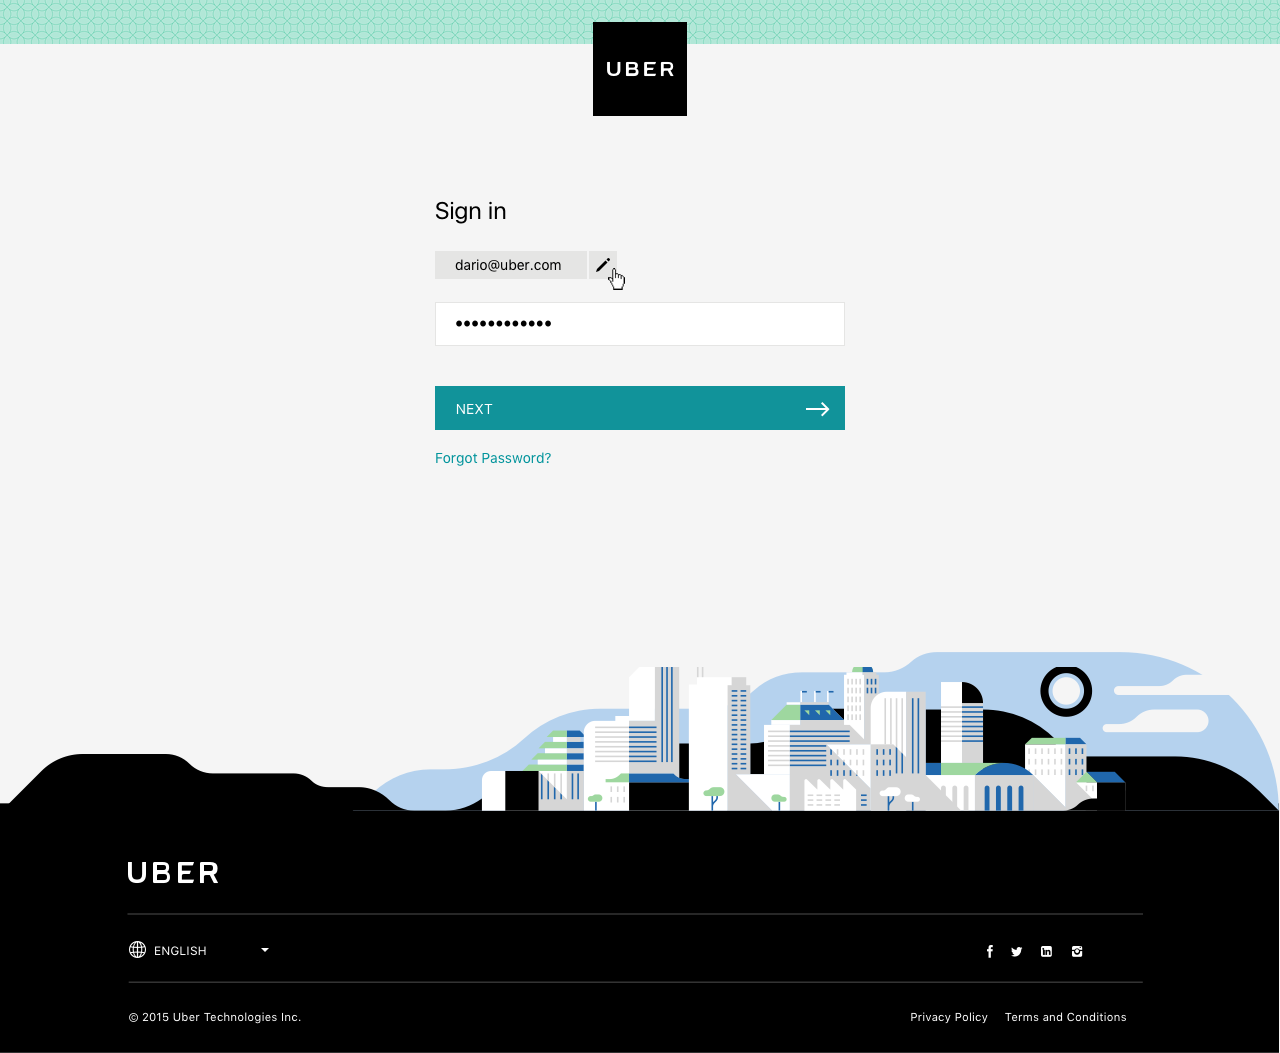 UBER
Sign in
dario@uber.com
••••••••••••
NEXT
Forgot Password?
UBER
ENGLISH
© 2015 Uber Technologies Inc.
Privacy Policy Terms and Conditions